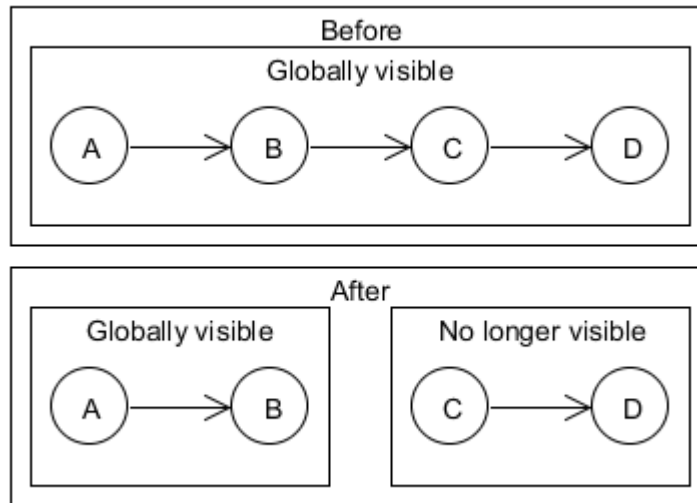 Before
Globally visible
A B C D
After
Globally visible No longer visible
A B C D